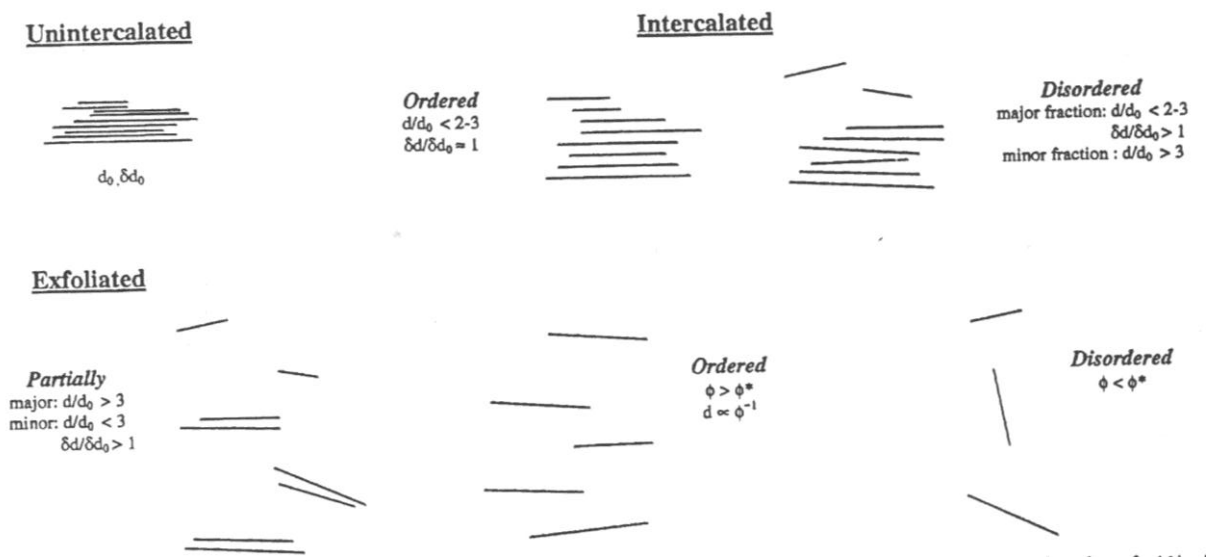 Unintercalated
d₀, δd₀
Intercalated
Ordered
d/d₀ < 2-3
δd/δd₀ ≈ 1
Disordered
major fraction: d/d₀ < 2-3
δd/δd₀ > 1
minor fraction : d/d₀ > 3
Exfoliated
Partially
major: d/d₀ > 3
minor: d/d₀ < 3
δd/δd₀ > 1
Ordered
ϕ > ϕ*
d ∝ ϕ⁻¹
Disordered
ϕ < ϕ*